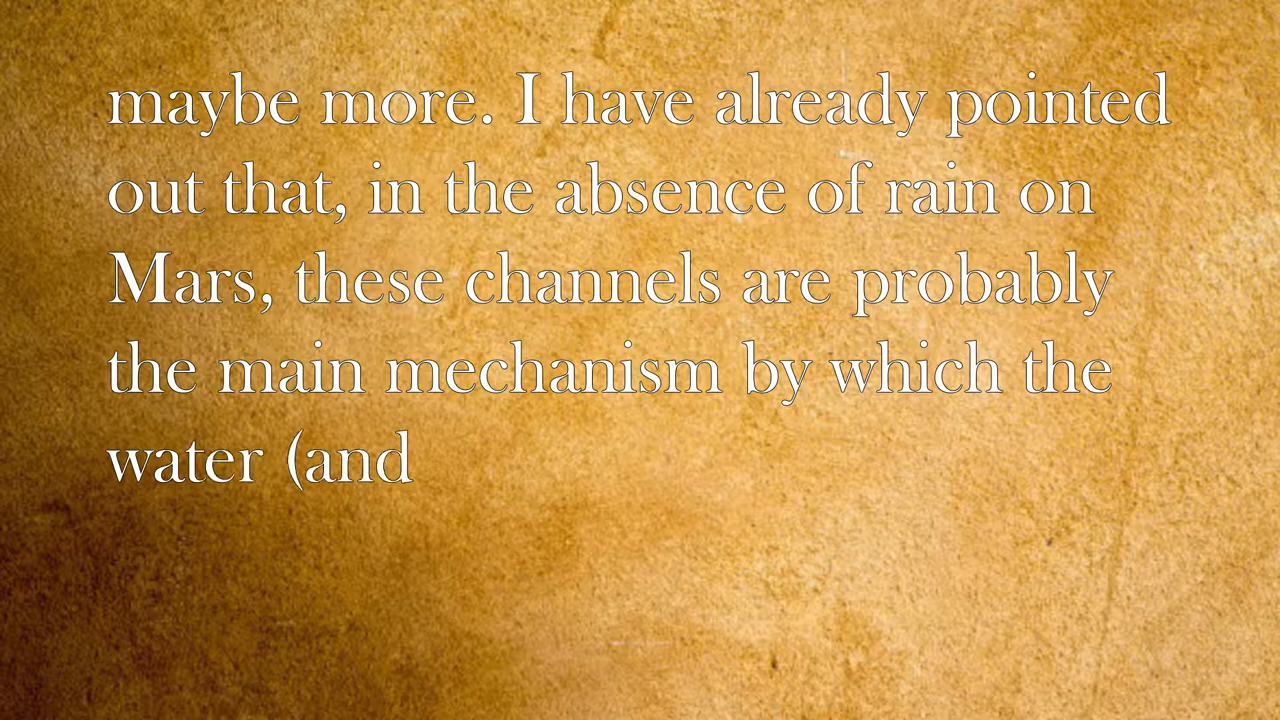 maybe more. I have already pointed
out that, in the absence of rain on
Mars, these channels are probably
the main mechanism by which the
water (and